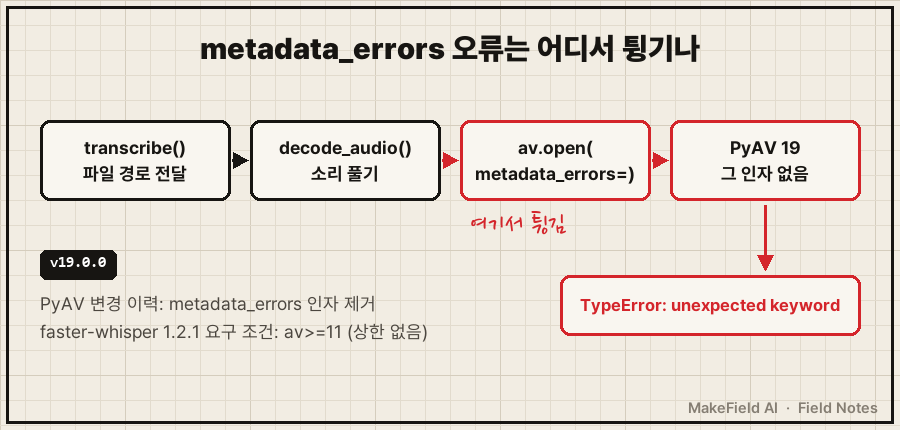 metadata_errors 오류는 어디서 튕기나
transcribe()
파일 경로 전달
decode_audio()
소리 풀기
av.open(
metadata_errors=)
PyAV 19
그 인자 없음
여기서 튕김
v19.0.0
PyAV 변경 이력: metadata_errors 인자 제거
faster-whisper 1.2.1 요구 조건: av>=11 (상한 없음)
TypeError: unexpected keyword
MakeField AI · Field Notes